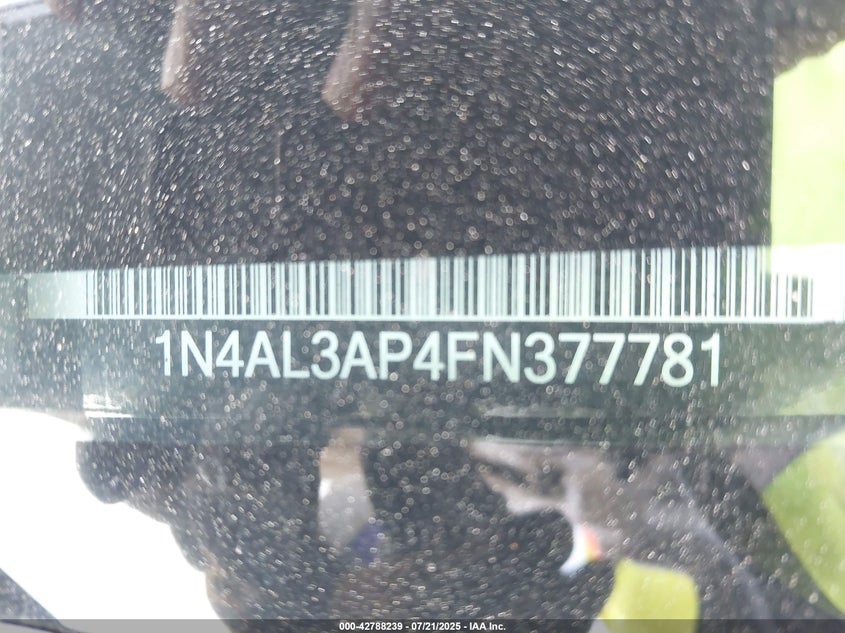 1N4AL3AP4FN377781
000-42788239 - 07/21/2025 - IAA Inc.